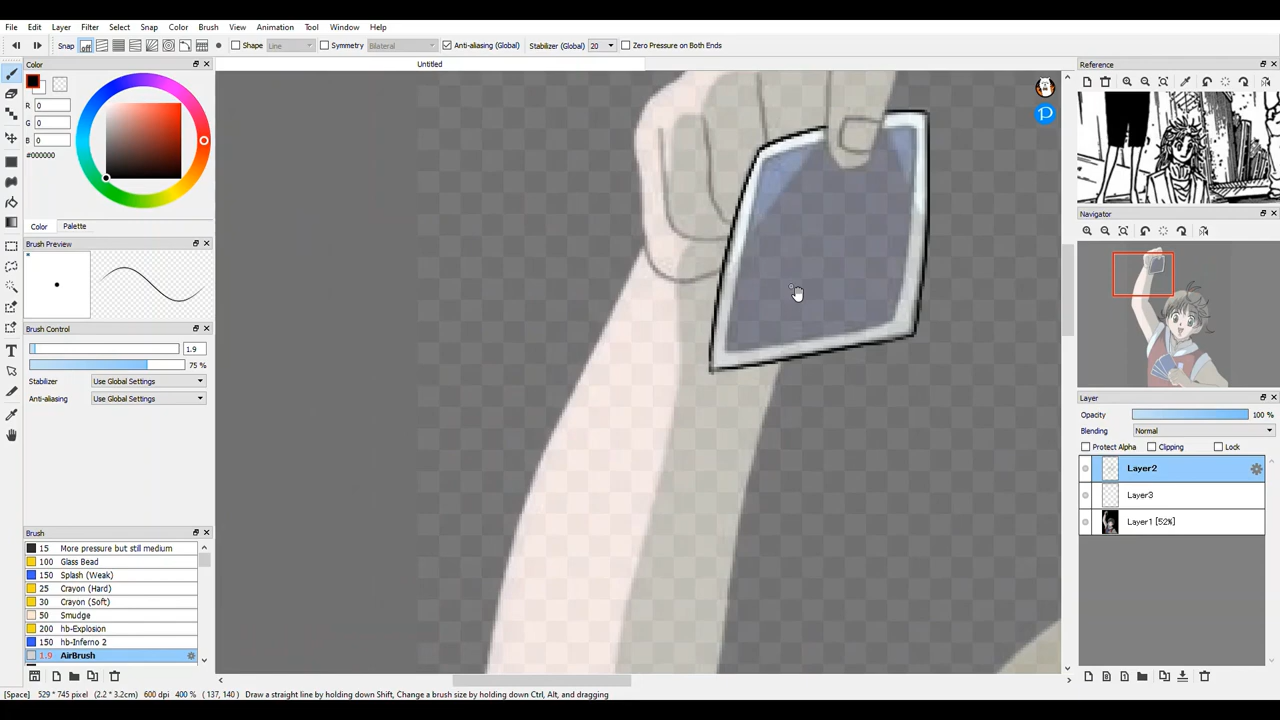 File Edit Layer Filter Select Snap Color Brush View Animation Tool Window Help
Snap off Shape Line Symmetry Bilateral Anti-aliasing (Global) Stabilizer (Global) 20 Zero Pressure on Both Ends
Color
Untitled
Reference
R 0
G 0
B 0
#000000
Color Palette
Brush Preview
Brush Control
1.9
75 %
Stabilizer Use Global Settings
Anti-aliasing Use Global Settings
Brush
15 More pressure but still medium
100 Glass Bead
150 Splash (Weak)
25 Crayon (Hard)
30 Crayon (Soft)
50 Smudge
200 hb-Explosion
150 hb-Inferno 2
1.9 AirBrush
Navigator
Layer
Opacity 100 %
Blending Normal
Protect Alpha Clipping Lock
Layer2
Layer3
Layer1 [52%]
[Space] 529 * 745 pixel (2.2 * 3.2cm) 600 dpi 400 % ( 137, 140 ) Draw a straight line by holding down Shift, Change a brush size by holding down Ctrl, Alt, and dragging